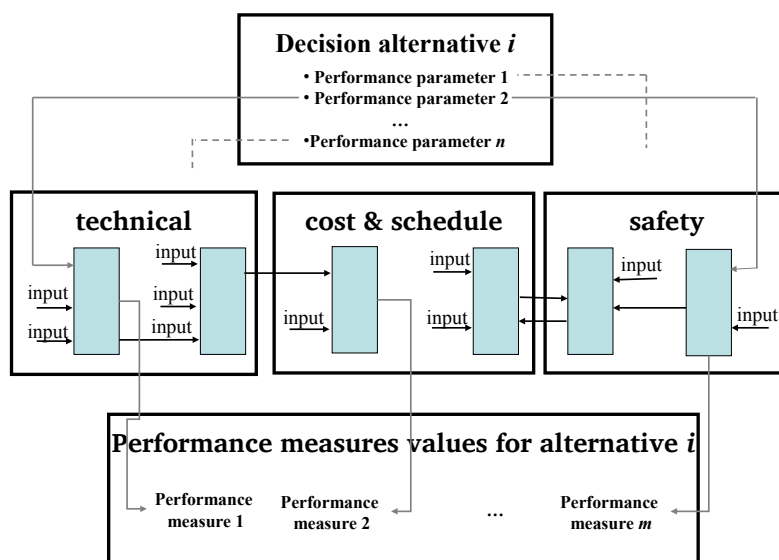 Decision alternative i
• Performance parameter 1
• Performance parameter 2
...
•Performance parameter n
technical
cost & schedule
safety
input
input
input
input
input
input
input
input
input
input
input
Performance measures values for alternative i
Performance
measure 1
Performance
measure 2
...
Performance
measure m